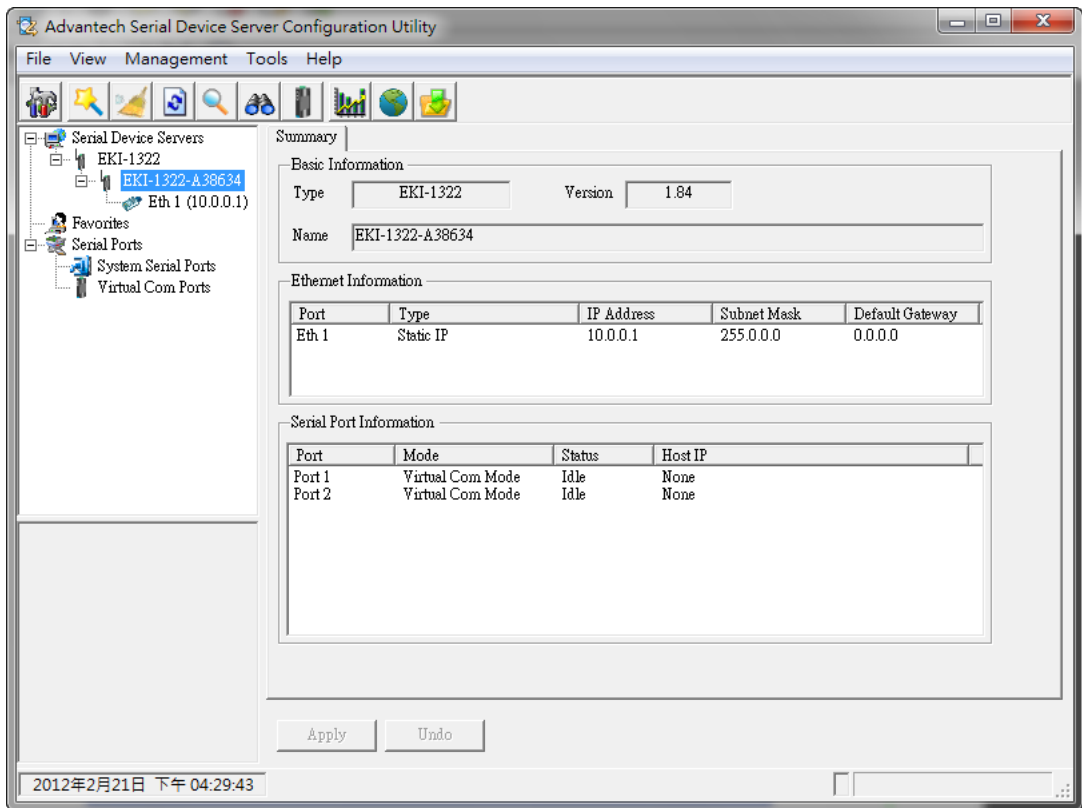 Advantech Serial Device Server Configuration Utility
File View Management Tools Help
Serial Device Servers
EKI-1322
EKI-1322-A38634
Eth 1 (10.0.0.1)
Favorites
Serial Ports
System Serial Ports
Virtual Com Ports
Summary
Basic Information
Type EKI-1322 Version 1.84
Name EKI-1322-A38634
Ethernet Information
Port Type IP Address Subnet Mask Default Gateway
Eth 1 Static IP 10.0.0.1 255.0.0.0 0.0.0.0
Serial Port Information
Port Mode Status Host IP
Port 1 Virtual Com Mode Idle None
Port 2 Virtual Com Mode Idle None
Apply Undo
2012年2月21日 下午 04:29:43